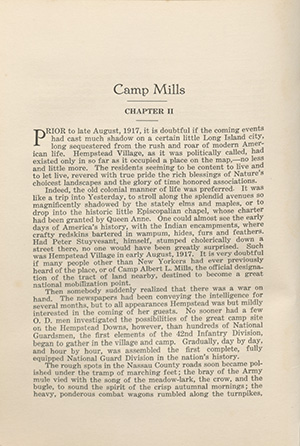 Camp Mills
CHAPTER II
PRIOR to late August, 1917, it is doubtful if the coming events
had cast much shadow on a certain little Long Island city,
long sequestered from the rush and roar of modern Amer-
ican life. Hempstead Village, as it was politically called, had
existed only in so far as it occupied a place on the map,—no less
and little more. The residents seeming to be content to live and
to let live, revered with true pride the rich blessings of Nature's
choicest landscapes and the glory of time honored associations.
Indeed, the old colonial manner of life was preferred. It was
like a trip into Yesterday, to stroll along the splendid avenues so
magnificently shadowed by the stately elms and maples, or to
drop into the historic little Episcopalian chapel, whose charter
had been granted by Queen Anne. One could almost see the early
days of America's history, with the Indian encampments, where
crafty redskins bartered in wampum, hides, furs and feathers.
Had Peter Stuyvesant, himself, stumped cholerically down a
street there, no one would have been greatly surprised. Such
was Hempstead Village in early August, 1917. It is very doubtful
if many people other than New Yorkers had ever previously
heard of the place, or of Camp Albert L. Mills, the official designa-
tion of the tract of land nearby, destined to become a great
national mobilization point.
Then somebody suddenly realized that there was a war on
hand. The newspapers had been conveying the intelligence for
several months, but to all appearances Hempstead was but mildly
interested in the coming of her guests. No sooner had a few
O. D. men investigated the possibilities of the great camp site
on the Hempstead Downs, however, than hundreds of National
Guardsmen, the first elements of the 42nd Infantry Division,
began to gather in the village and camp. Gradually, day by day,
and hour by hour, was assembled the first complete, fully
equipped National Guard Division in the nation's history.
The rough spots in the Nassau County roads soon became pol-
ished under the tramp of marching feet; the bray of the Army
mule vied with the song of the meadow-lark, the crow, and the
bugle, to sound the spirit of the crisp autumnal mornings; the
heavy, ponderous combat wagons rumbled along the turnpikes,